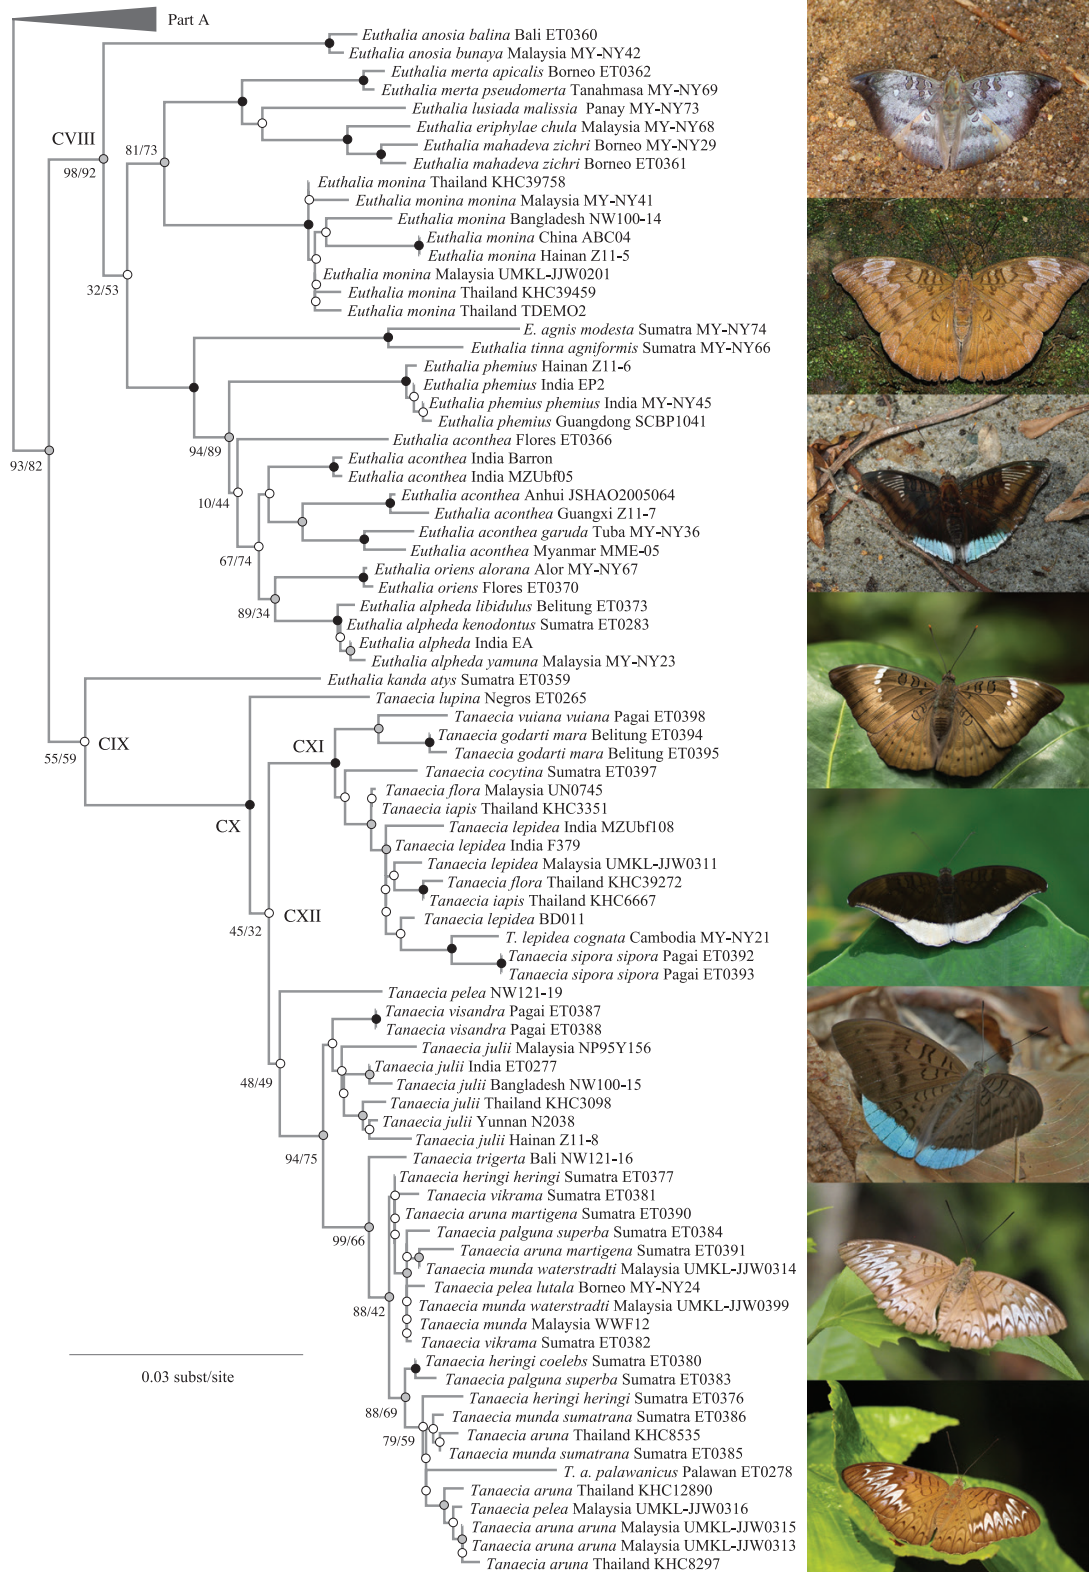 Part A
Euthalia anosia balina Bali ET0360
Euthalia anosia bunaya Malaysia MY-NY42
Euthalia merta apicalis Borneo ET0362
Euthalia merta pseudomerta Tanahmasa MY-NY69
Euthalia lusiada malissia Panay MY-NY73
Euthalia eriphylae chula Malaysia MY-NY68
CVIII
81/73
Euthalia mahadeva zichri Borneo MY-NY29
98/92
Euthalia mahadeva zichri Borneo ET0361
Euthalia monina Thailand KHC39758
Euthalia monina monina Malaysia MY-NY41
Euthalia monina Bangladesh NW100-14
Euthalia monina China ABC04
Euthalia monina Hainan Z11-5
Euthalia monina Malaysia UMKL-JJW0201
32/53
Euthalia monina Thailand KHC39459
Euthalia monina Thailand TDEMO2
E. agnis modesta Sumatra MY-NY74
Euthalia tinna agniformis Sumatra MY-NY66
Euthalia phemius Hainan Z11-6
Euthalia phemius India EP2
Euthalia phemius phemius India MY-NY45
Euthalia phemius Guangdong SCBP1041
Euthalia aconthea Flores ET0366
94/89
93/82
Euthalia aconthea India Barron
Euthalia aconthea India MZUbf05
Euthalia aconthea Anhui JSHAO2005064
10/44
Euthalia aconthea Guangxi Z11-7
Euthalia aconthea garuda Tuba MY-NY36
Euthalia aconthea Myanmar MME-05
67/74
Euthalia oriens alorana Alor MY-NY67
Euthalia oriens Flores ET0370
Euthalia alpheda libidulus Belitung ET0373
89/34
Euthalia alpheda kenodontus Sumatra ET0283
Euthalia alpheda India EA
Euthalia alpheda yamuna Malaysia MY-NY23
Euthalia kanda atys Sumatra ET0359
Tanaecia lupina Negros ET0265
Tanaecia vuiana vuiana Pagai ET0398
Tanaecia godarti mara Belitung ET0394
CIX
CXI
Tanaecia godarti mara Belitung ET0395
55/59
Tanaecia cocytina Sumatra ET0397
Tanaecia flora Malaysia UN0745
Tanaecia iapis Thailand KHC3351
CX
Tanaecia lepidea India MZUbf108
Tanaecia lepidea India F379
Tanaecia lepidea Malaysia UMKL-JJW0311
Tanaecia flora Thailand KHC39272
Tanaecia iapis Thailand KHC6667
CXII
Tanaecia lepidea BD011
45/32
T. lepidea cognata Cambodia MY-NY21
Tanaecia sipora sipora Pagai ET0392
Tanaecia sipora sipora Pagai ET0393
Tanaecia pelea NW121-19
Tanaecia visandra Pagai ET0387
Tanaecia visandra Pagai ET0388
Tanaecia julii Malaysia NP95Y156
Tanaecia julii India ET0277
48/49
Tanaecia julii Bangladesh NW100-15
Tanaecia julii Thailand KHC3098
Tanaecia julii Yunnan N2038
Tanaecia julii Hainan Z11-8
94/75
Tanaecia trigerta Bali NW121-16
Tanaecia heringi heringi Sumatra ET0377
Tanaecia vikrama Sumatra ET0381
Tanaecia aruna martigena Sumatra ET0390
Tanaecia palguna superba Sumatra ET0384
99/66
Tanaecia aruna martigena Sumatra ET0391
Tanaecia munda waterstradti Malaysia UMKL-JJW0314
Tanaecia pelea lutala Borneo MY-NY24
Tanaecia munda waterstradti Malaysia UMKL-JJW0399
88/42
Tanaecia munda Malaysia WWF12
Tanaecia vikrama Sumatra ET0382
Tanaecia heringi coelebs Sumatra ET0380
0.03 subst/site
Tanaecia palguna superba Sumatra ET0383
Tanaecia heringi heringi Sumatra ET0376
88/69
Tanaecia munda sumatrana Sumatra ET0386
Tanaecia aruna Thailand KHC8535
79/59
Tanaecia munda sumatrana Sumatra ET0385
T. a. palawanicus Palawan ET0278
Tanaecia aruna Thailand KHC12890
Tanaecia pelea Malaysia UMKL-JJW0316
Tanaecia aruna aruna Malaysia UMKL-JJW0315
Tanaecia aruna aruna Malaysia UMKL-JJW0313
Tanaecia aruna Thailand KHC8297